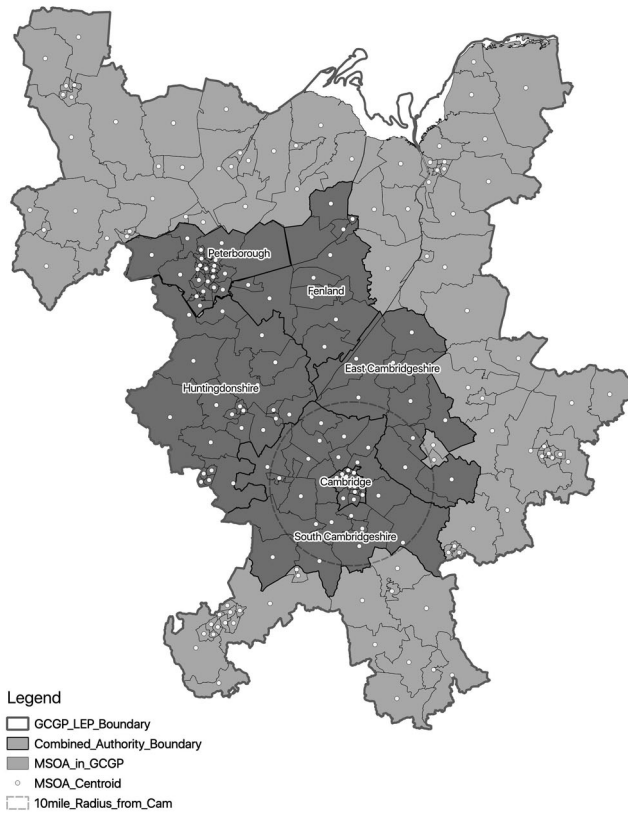 Peterborough
Fenland
East Cambridgeshire
Huntingdonshire
Cambridge
South Cambridgeshire
Legend
GCGP_LEP_Boundary
Combined_Authority_Boundary
MSOA_in_GCGP
MSOA_Centroid
10mile_Radius_from_Cam